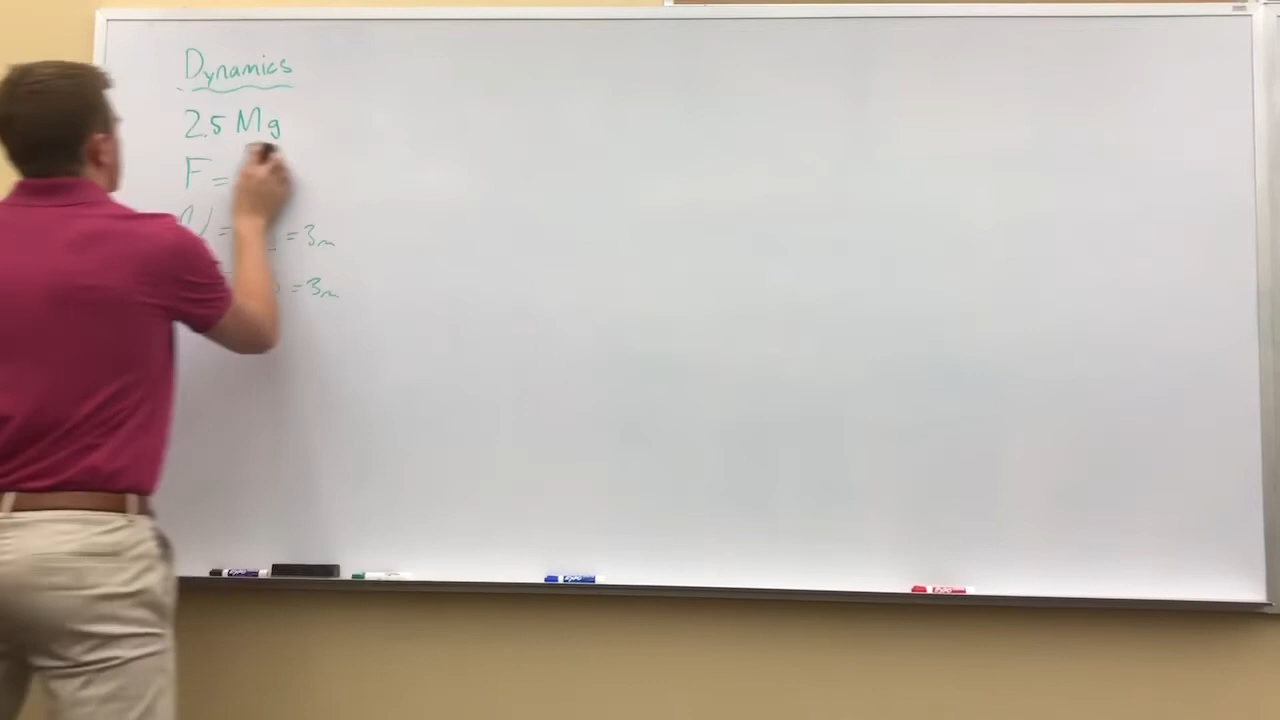 Dynamics
2.5 Mg
F =
= = 3m
= 3m